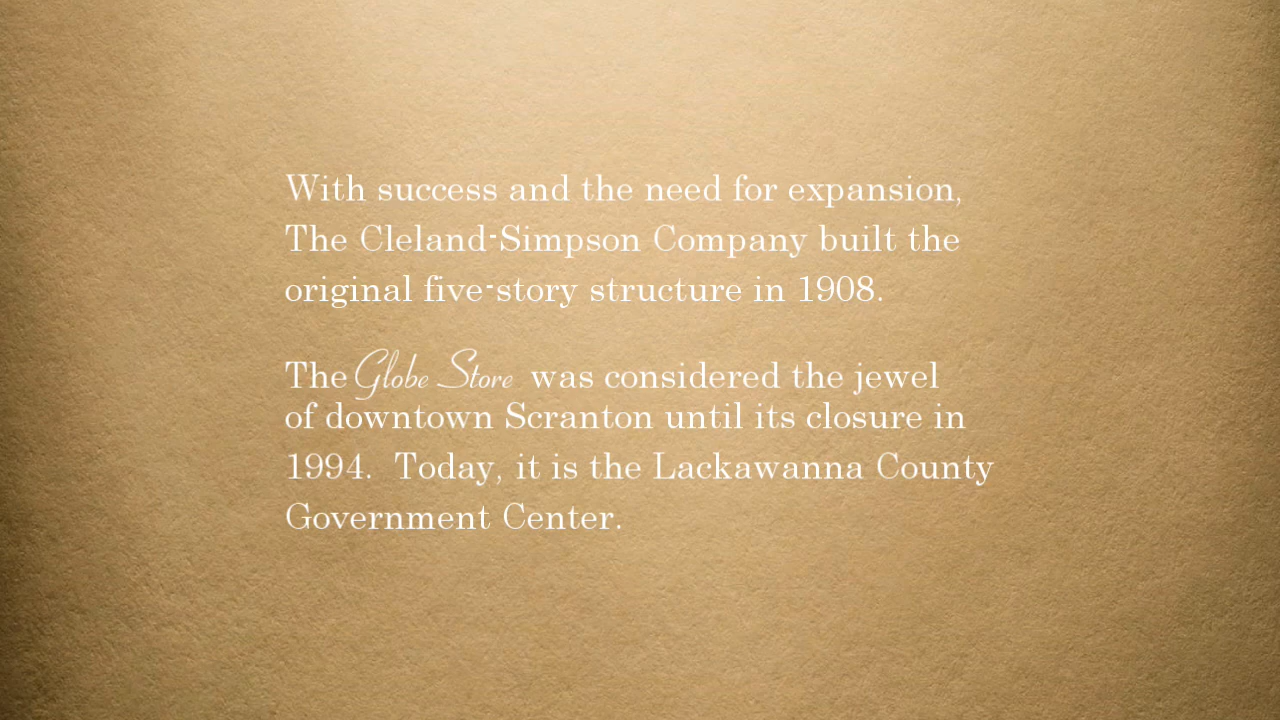 With success and the need for expansion,
The Cleland-Simpson Company built the
original five-story structure in 1908.
The Globe Store was considered the jewel
of downtown Scranton until its closure in
1994. Today, it is the Lackawanna County
Government Center.